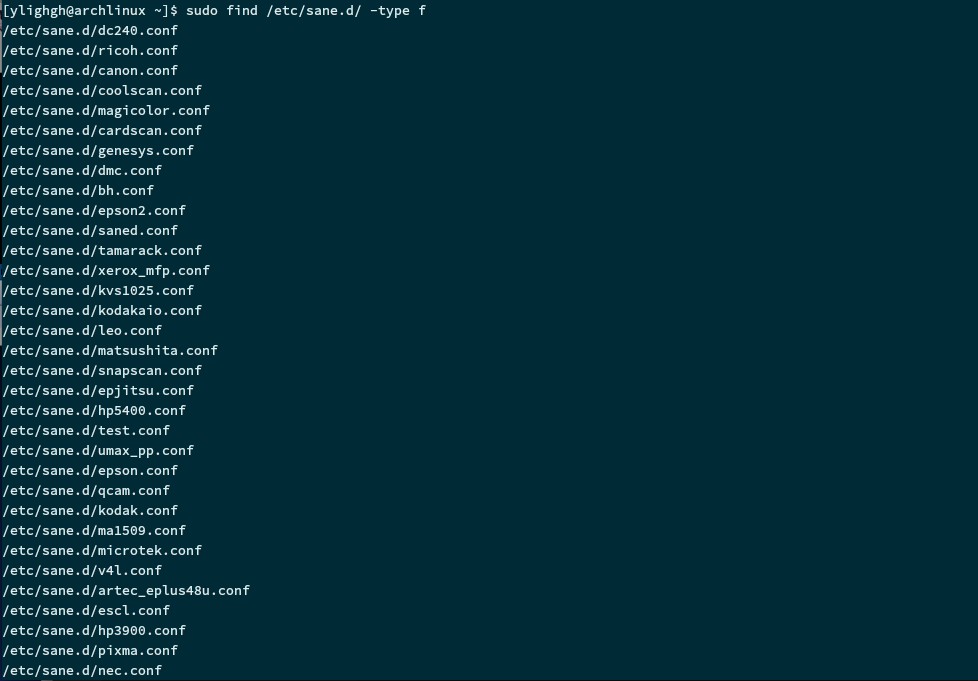 [ylighgh@archlinux ~]$ sudo find /etc/sane.d/ -type f
/etc/sane.d/dc240.conf
/etc/sane.d/ricoh.conf
/etc/sane.d/canon.conf
/etc/sane.d/coolscan.conf
/etc/sane.d/magicolor.conf
/etc/sane.d/cardscan.conf
/etc/sane.d/genesys.conf
/etc/sane.d/dmc.conf
/etc/sane.d/bh.conf
/etc/sane.d/epson2.conf
/etc/sane.d/saned.conf
/etc/sane.d/tamarack.conf
/etc/sane.d/xerox_mfp.conf
/etc/sane.d/kvs1025.conf
/etc/sane.d/kodakaio.conf
/etc/sane.d/leo.conf
/etc/sane.d/matsushita.conf
/etc/sane.d/snapscan.conf
/etc/sane.d/epjitsu.conf
/etc/sane.d/hp5400.conf
/etc/sane.d/test.conf
/etc/sane.d/umax_pp.conf
/etc/sane.d/epson.conf
/etc/sane.d/qcam.conf
/etc/sane.d/kodak.conf
/etc/sane.d/ma1509.conf
/etc/sane.d/microtek.conf
/etc/sane.d/v4l.conf
/etc/sane.d/artec_eplus48u.conf
/etc/sane.d/escl.conf
/etc/sane.d/hp3900.conf
/etc/sane.d/pixma.conf
/etc/sane.d/nec.conf